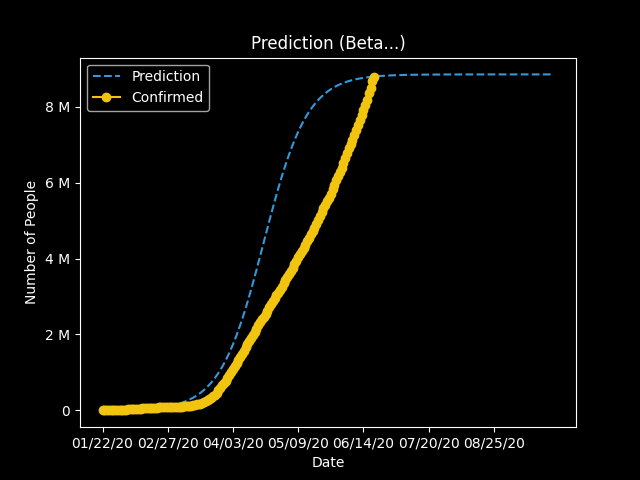 Prediction (Beta...)
Prediction
Confirmed
8 M
6 M
4 M
2 M
0
Number of People
01/22/20 02/27/20 04/03/20 05/09/20 06/14/20 07/20/20 08/25/20
Date